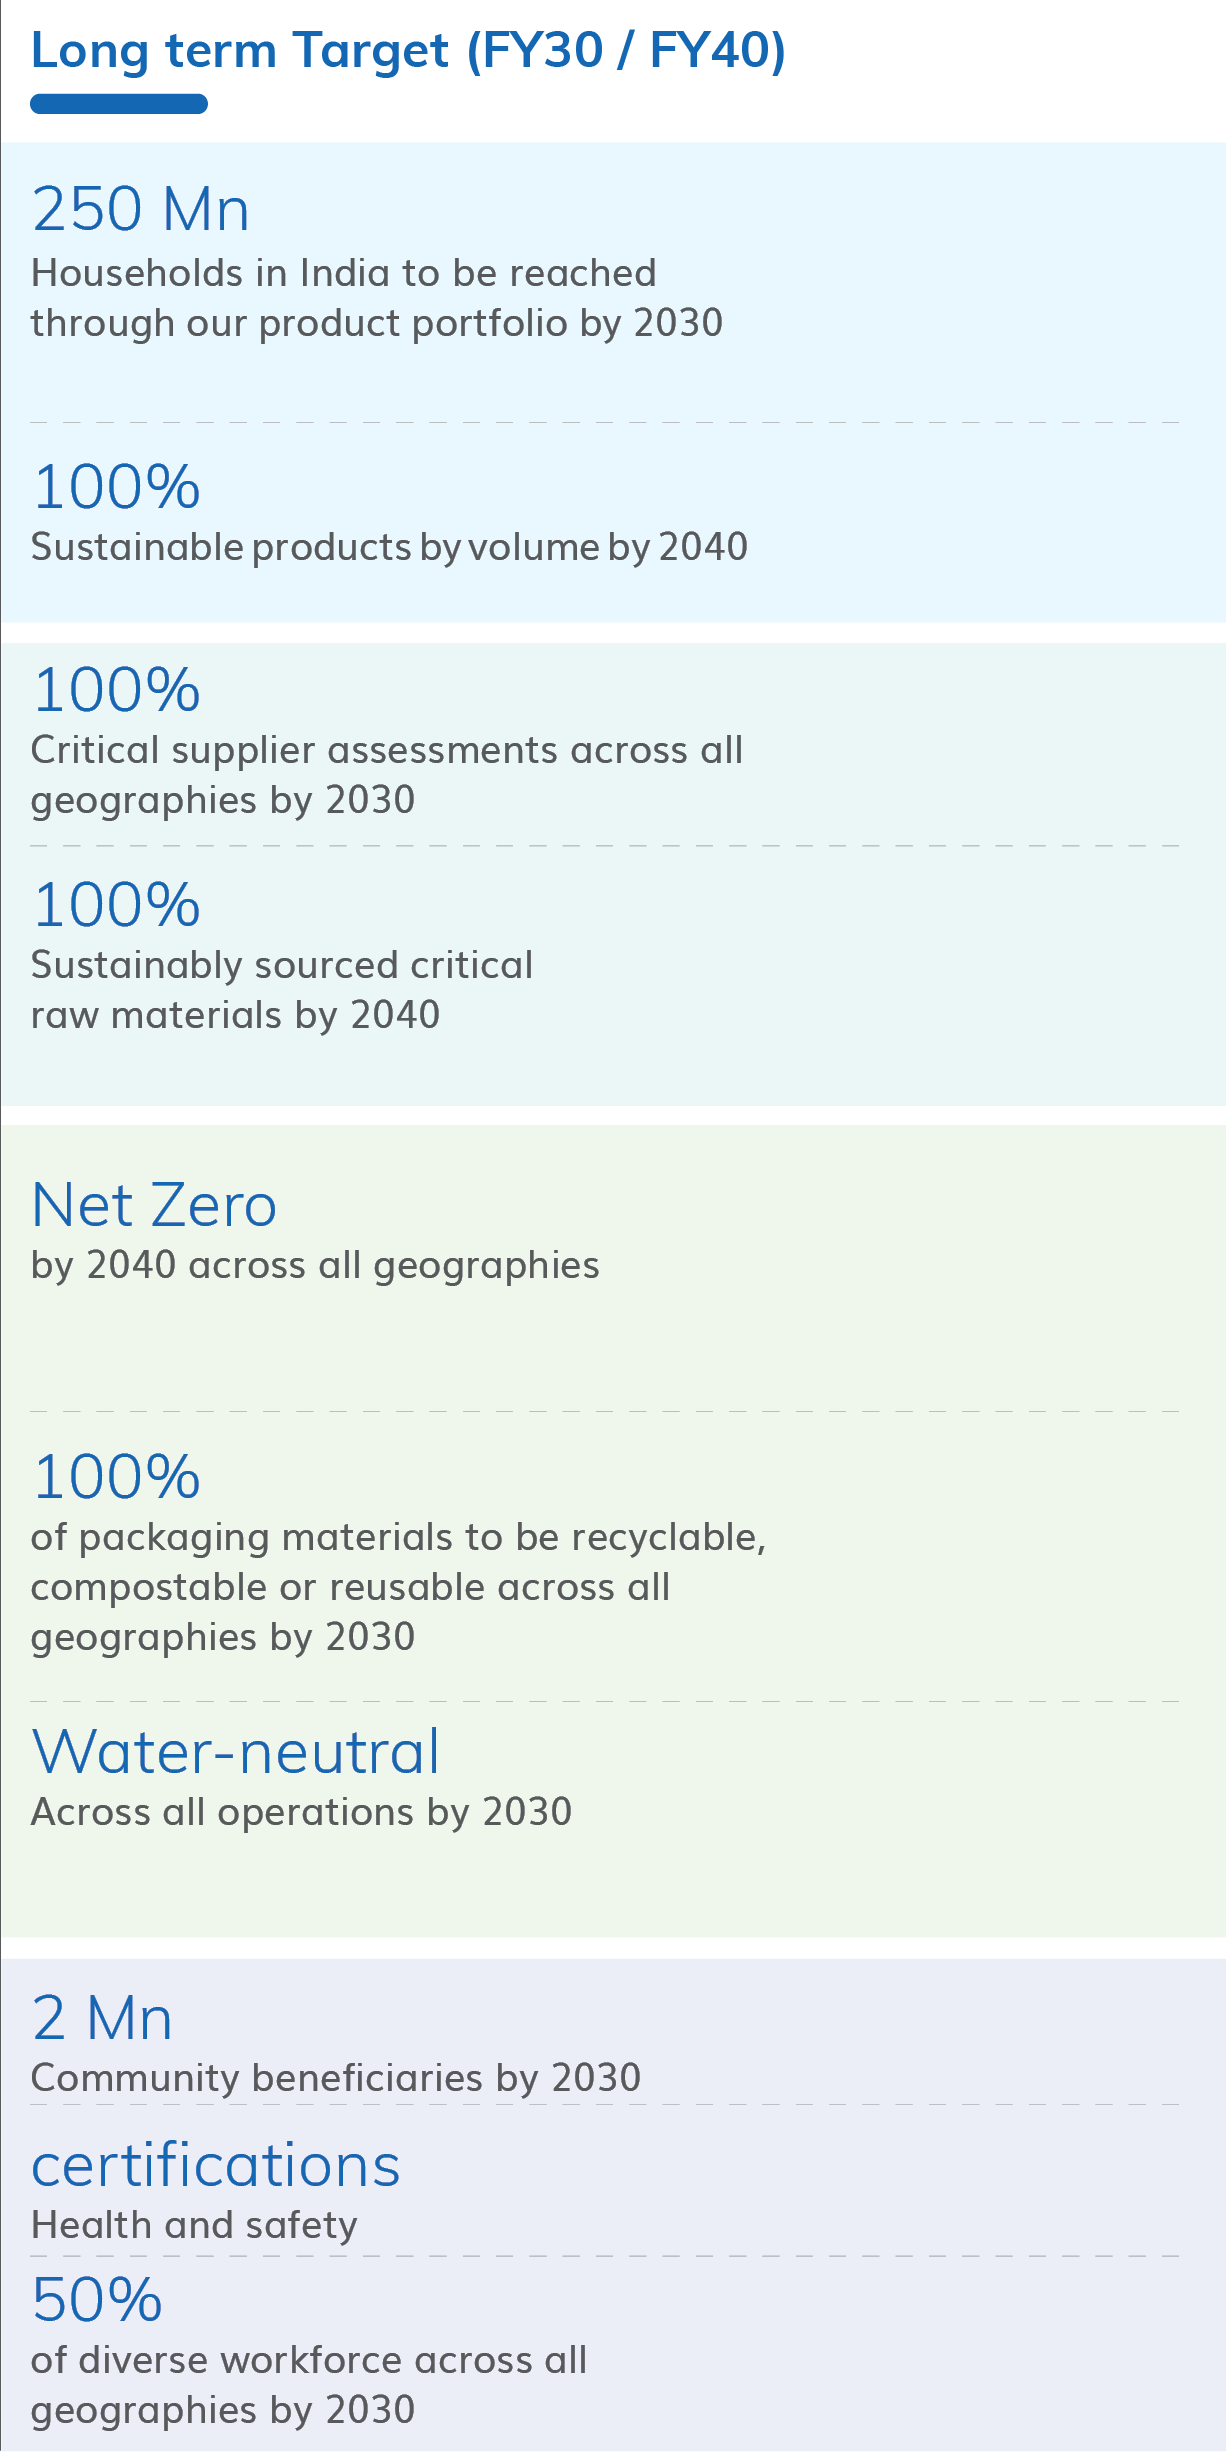 Long term Target (FY30 / FY40)
250 Mn
Households in India to be reached
through our product portfolio by 2030
100%
Sustainable products by volume by 2040
100%
Critical supplier assessments across all
geographies by 2030
100%
Sustainably sourced critical
raw materials by 2040
Net Zero
by 2040 across all geographies
100%
of packaging materials to be recyclable,
compostable or reusable across all
geographies by 2030
Water-neutral
Across all operations by 2030
2 Mn
Community beneficiaries by 2030
certifications
Health and safety
50%
of diverse workforce across all
geographies by 2030